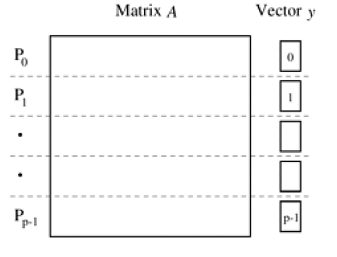 Matrix A Vector y
P0 0
P1 1
•
•
Pp-1 p-1